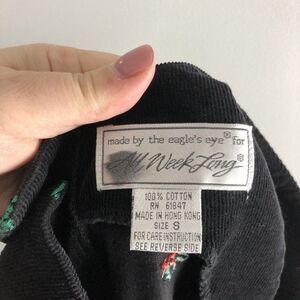 made by the eagle's eye® for
All Week Long®
100% COTTON
RN 61847
MADE IN HONG KONG
SIZE S
FOR CARE INSTRUCTION
SEE REVERSE SIDE